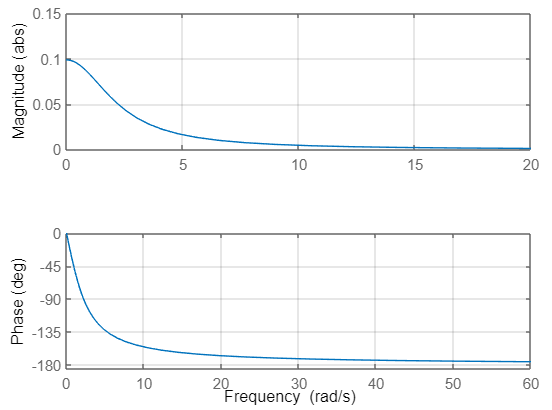 Magnitude (abs)
0.15
0.1
0.05
0
0 5 10 15 20
Phase (deg)
0
-45
-90
-135
-180
0 10 20 30 40 50 60
Frequency (rad/s)